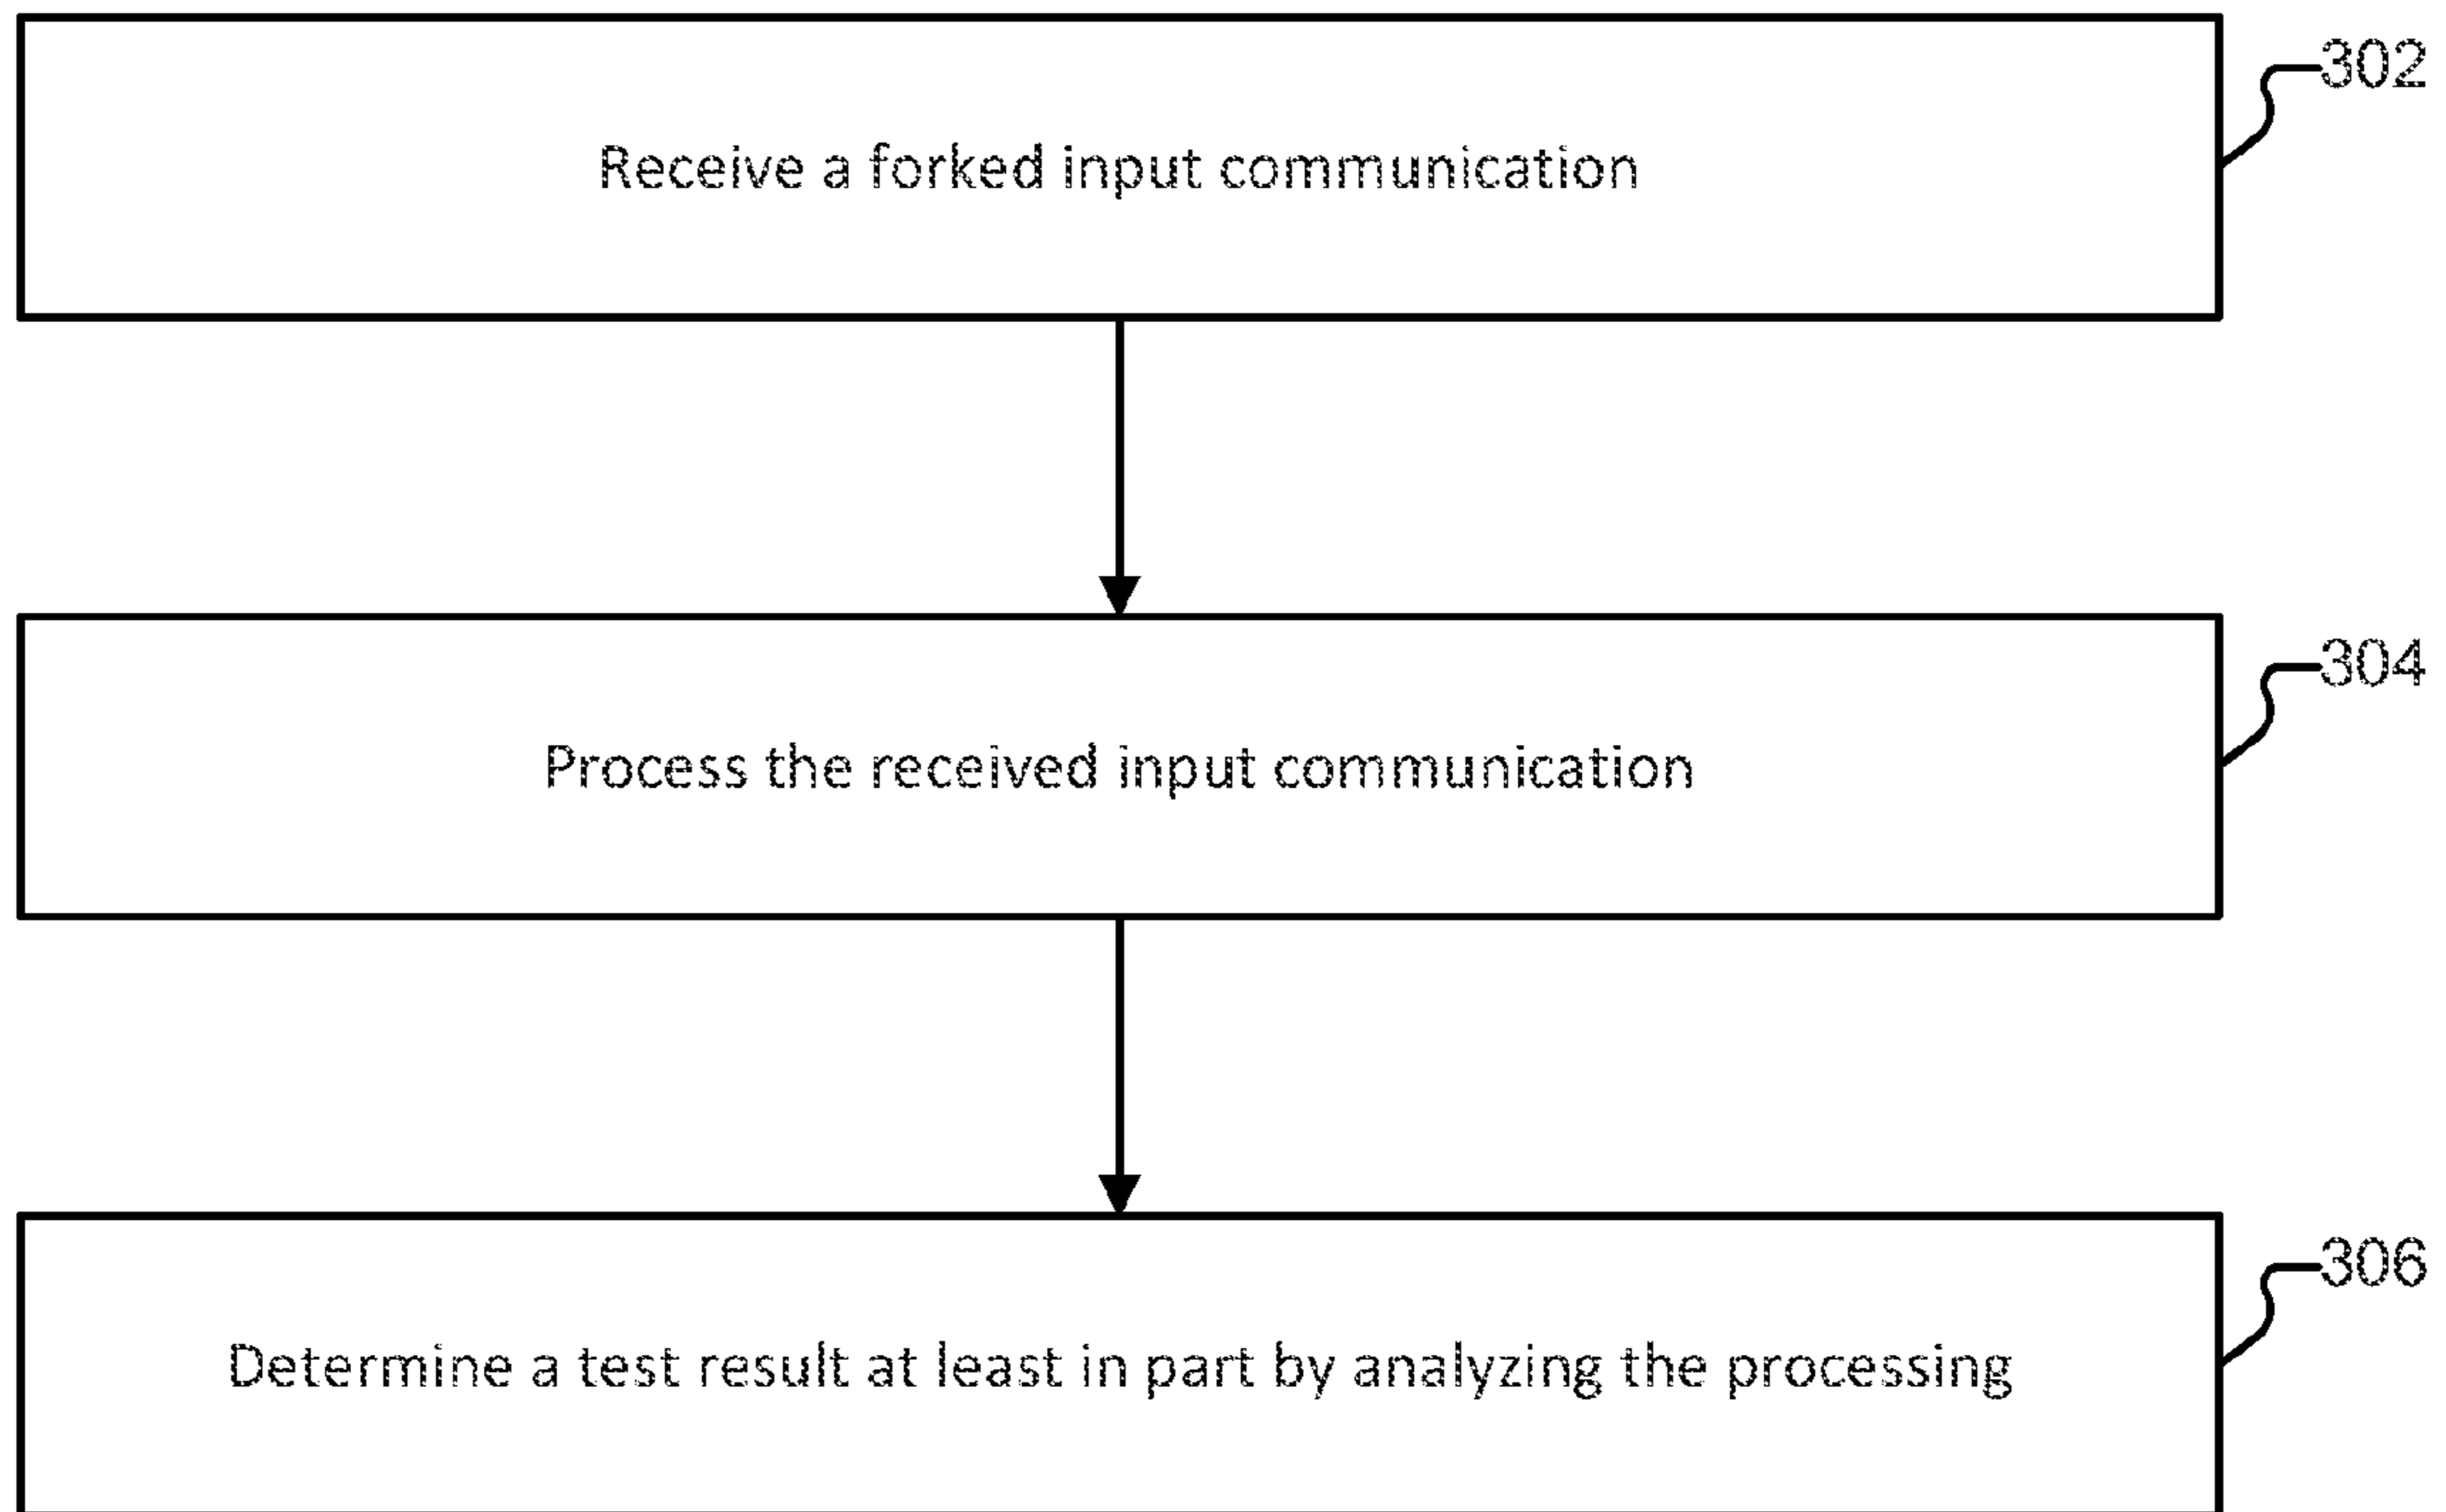 302
Receive a forked input communication
304
Process the received input communication
306
Determine a test result at least in part by analyzing the processing